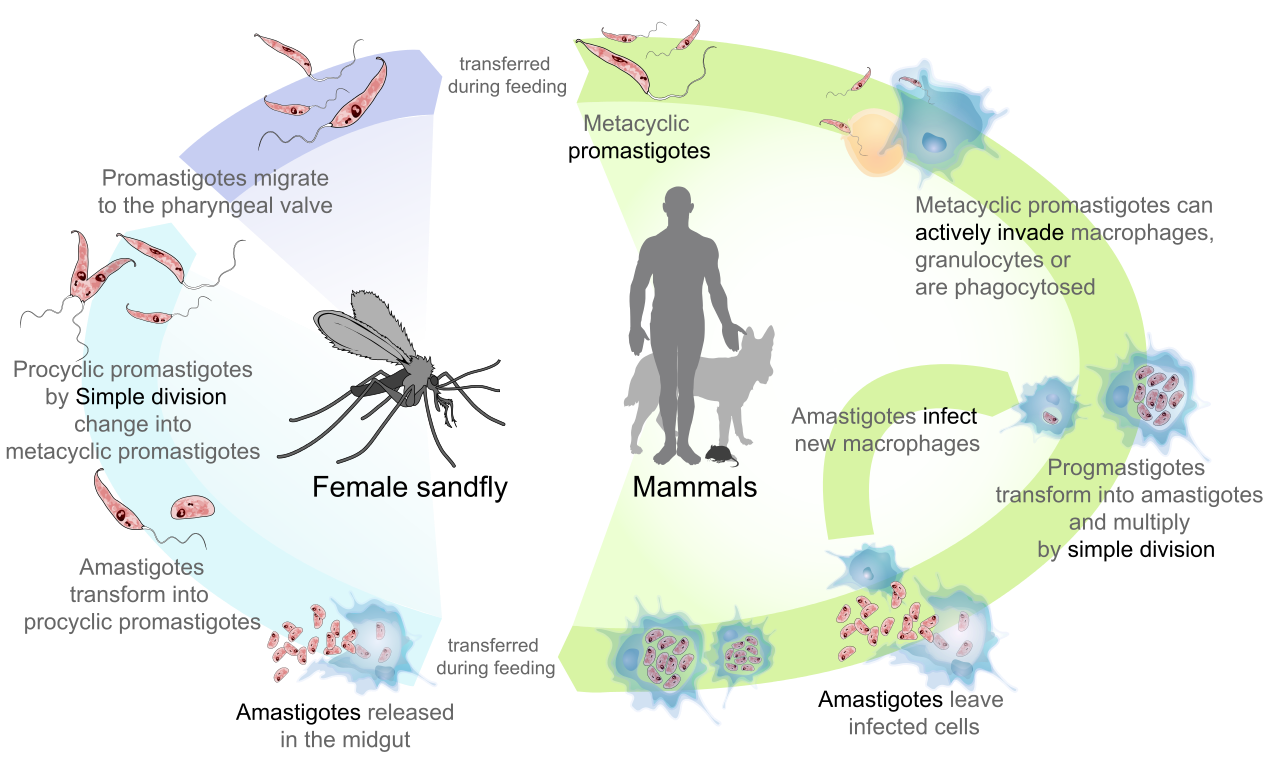 transferred
during feeding
Metacyclic
promastigotes
Promastigotes migrate
to the pharyngeal valve
Metacyclic promastigotes can
actively invade macrophages,
granulocytes or
are phagocytosed
Procyclic promastigotes
by Simple division
change into
metacyclic promastigotes
Amastigotes infect
new macrophages
Progmastigotes
transform into amastigotes
and multiply
by simple division
Female sandfly
Mammals
Amastigotes
transform into
procyclic promastigotes
transferred
during feeding
Amastigotes leave
infected cells
Amastigotes released
in the midgut